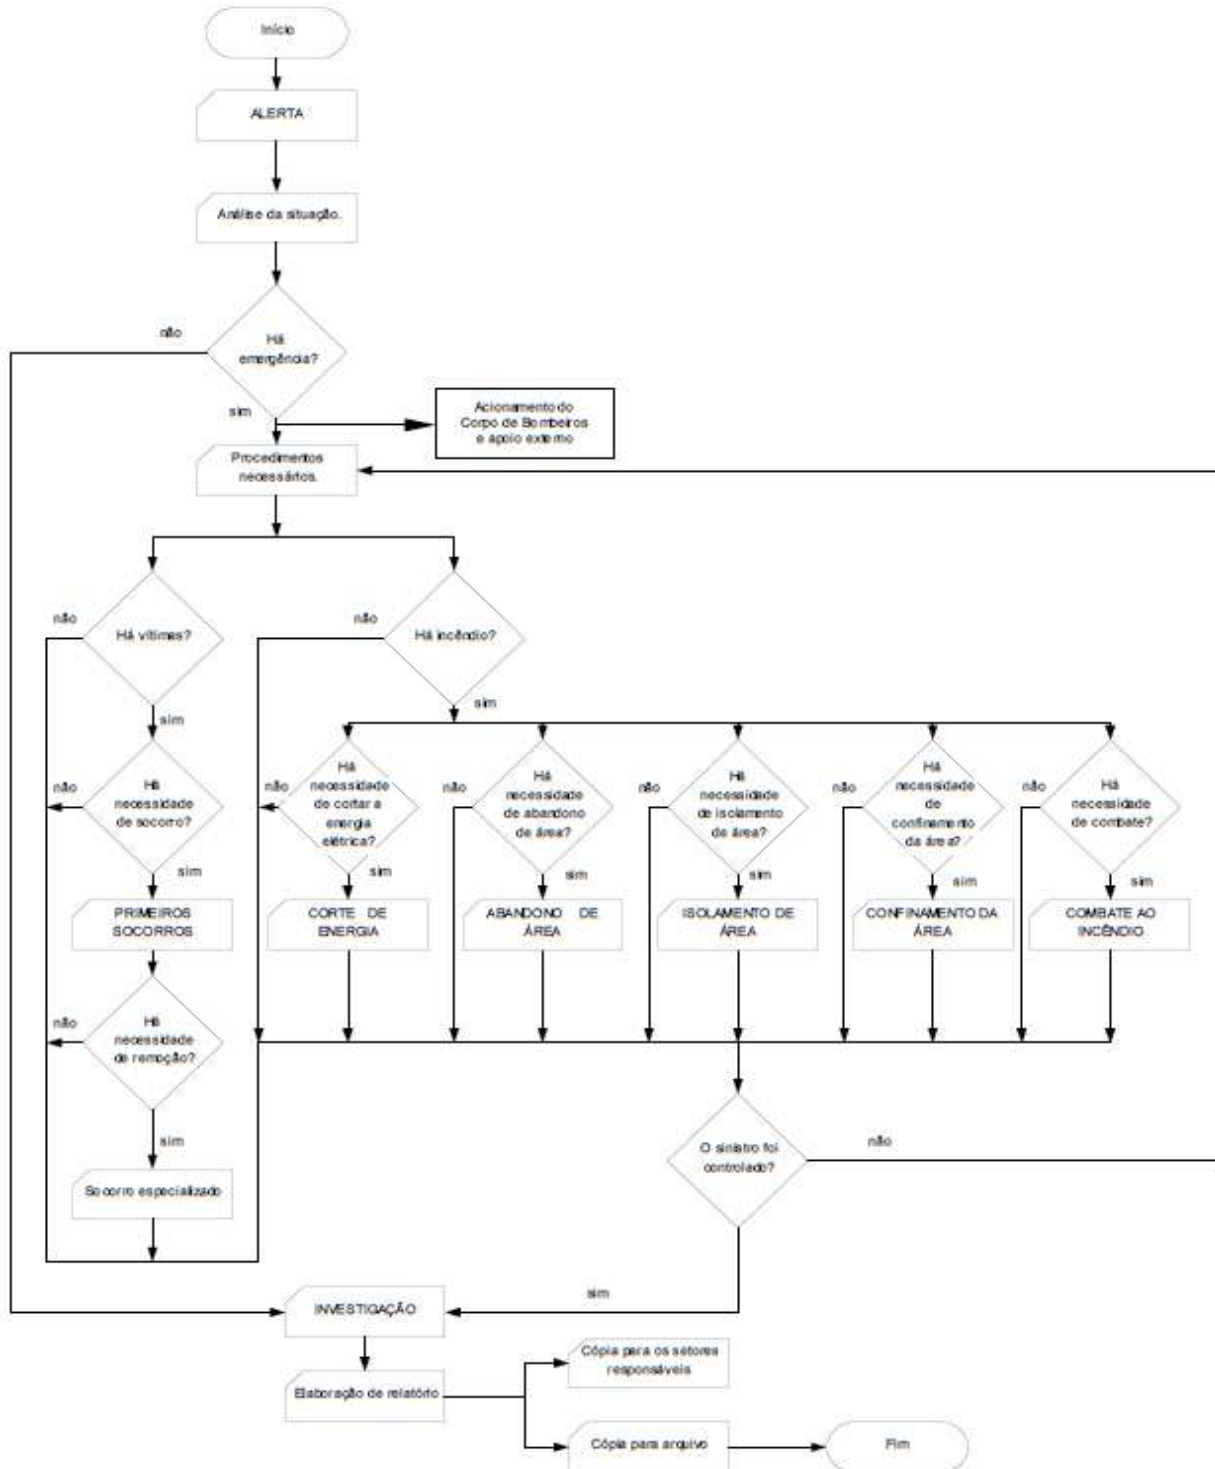 Início
ALERTA
Análise da situação.
não
Há
emergência?
sim
Acionamento do
Corpo de Bombeiros
e apoio externo
Procedimentos
necessários.
não
Há vítimas?
não
Há incêndio?
sim
sim
não
Há
necessidade
de socorro?
não
Há
necessidade
de cortar a
energia
elétrica?
não
Há
necessidade
de abandono
de área?
não
Há
necessidade
de isolamento
de área?
não
Há
necessidade
de
confinamento
da área?
não
Há
necessidade
de combate?
sim
sim
sim
sim
sim
sim
PRIMEIROS
SOCORROS
CORTE DE
ENERGIA
ABANDONO DE
ÁREA
ISOLAMENTO DE
ÁREA
CONFINAMENTO DA
ÁREA
COMBATE AO
INCÊNDIO
não
Há
necessidade
de remoção?
sim
Socorro especializado
O sinistro foi
controlado?
não
sim
INVESTIGAÇÃO
Elaboração de relatório
Cópia para os setores
responsáveis
Cópia para arquivo
Fim